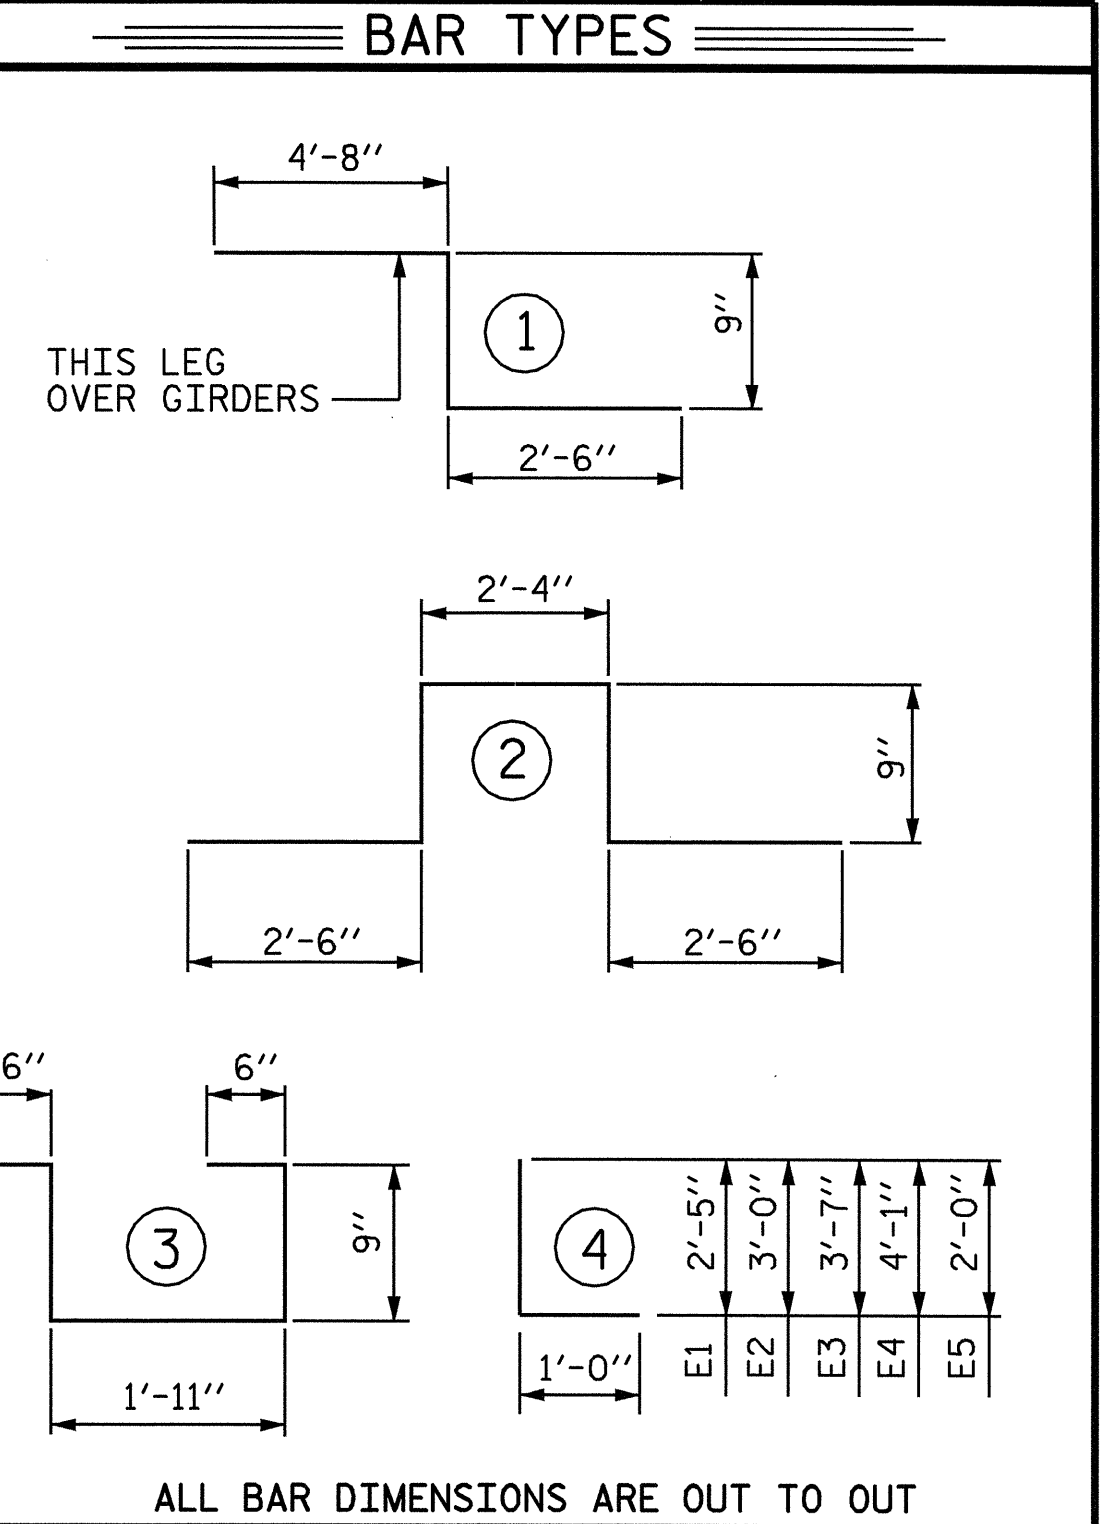 BAR TYPES
4'-8"
1
9"
THIS LEG
OVER GIRDERS
2'-6"
2'-4"
2
9"
2'-6" 2'-6"
6" 6"
3
9"
1'-11"
4
2'-5" 3'-0" 3'-7" 4'-1" 2'-0"
E1 E2 E3 E4 E5
1'-0"
ALL BAR DIMENSIONS ARE OUT TO OUT